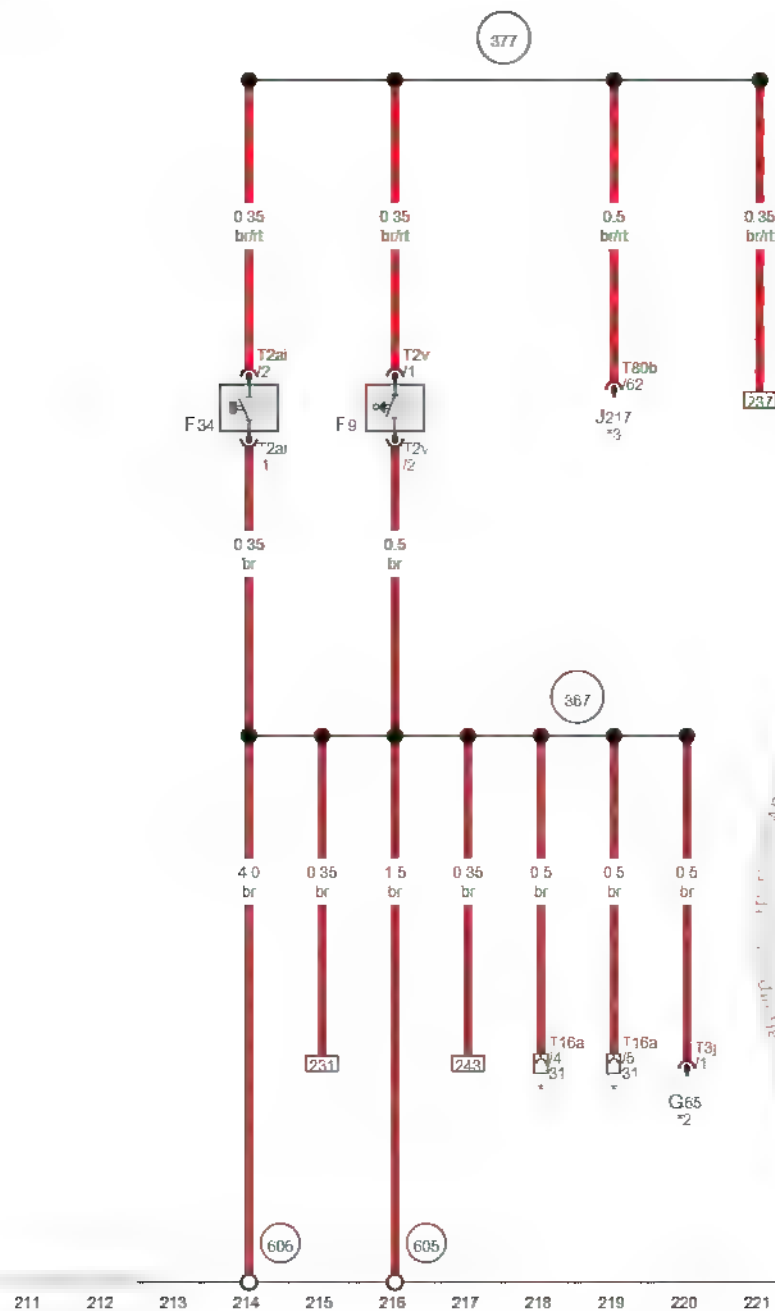 377
0.35 0.35 0.5 0.35
br/rt br/rt br/rt br/rt
T2ai T2v T80b
/2 /1 /62
J217
*3
237
F34 F9
T2ai T2v
1 /2
0.35 0.5
br br
367
4.0 0.35 1.5 0.35 0.5 0.5 0.5
br br br br br br br
T16a T16a T3j
231 243 /4 /5 /1
31 31
* * G65
*2
606 605
211 212 213 214 215 216 217 218 219 220 221